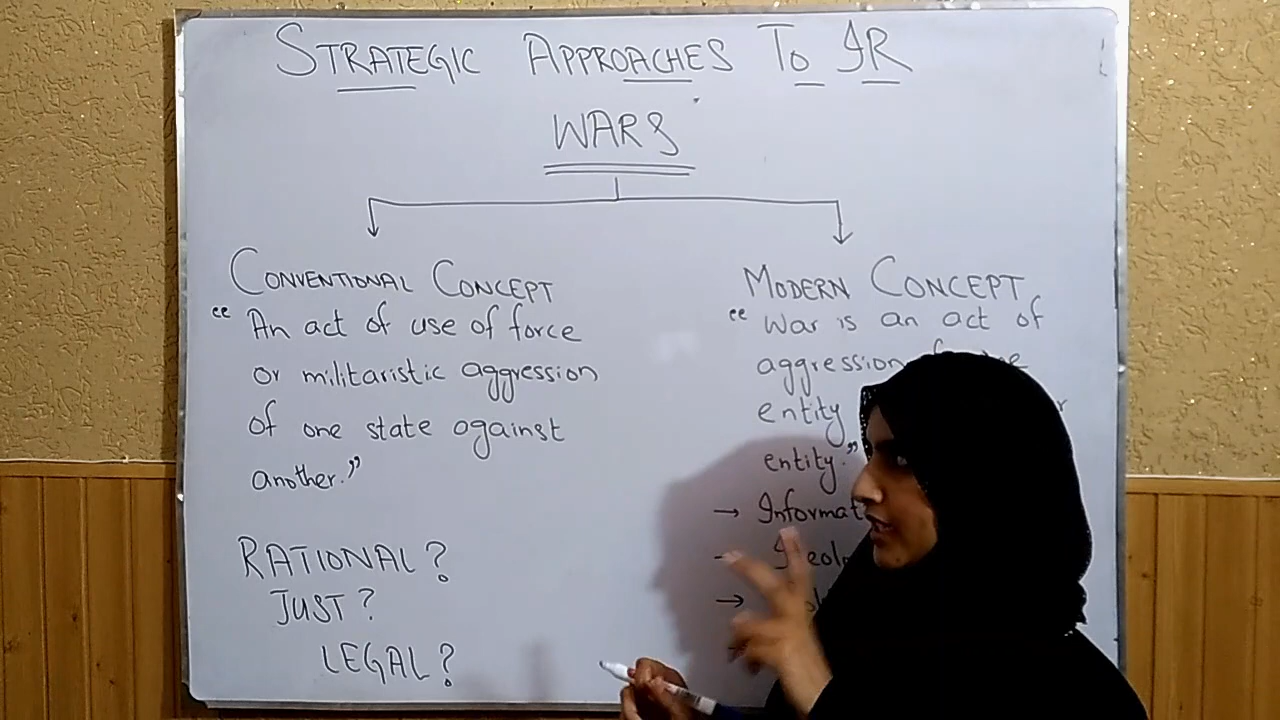 STRATEGIC APPROACHES TO IR
WARS
CONVENTIONAL CONCEPT
"An act of use of force
or militaristic aggression
of one state against
another."
RATIONAL?
JUST?
LEGAL?
MODERN CONCEPT
"War is an act of
aggression
entity
entity."
→
→
→